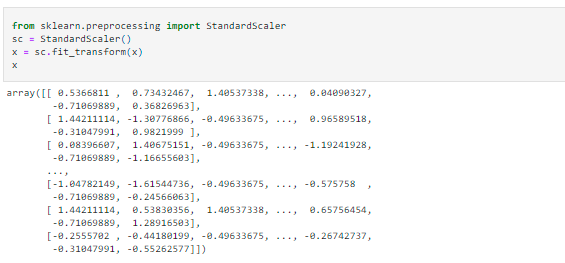 from sklearn.preprocessing import StandardScaler
sc = StandardScaler()
x = sc.fit_transform(x)
x
array([[ 0.5366811 ,  0.73432467,  1.40537338, ...,  0.04090327,
        -0.71069889,  0.36826963],
       [ 1.44211114, -1.30776866, -0.49633675, ...,  0.96589518,
        -0.31047991,  0.9821999 ],
       [ 0.08396607,  1.40675151, -0.49633675, ..., -1.19241928,
        -0.71069889, -1.16655603],
       ...,
       [-1.04782149, -1.61544736, -0.49633675, ..., -0.575758  ,
        -0.71069889, -0.24566063],
       [ 1.44211114,  0.53830356,  1.40537338, ...,  0.65756454,
        -0.71069889,  1.28916503],
       [-0.2555702 , -0.44180199, -0.49633675, ..., -0.26742737,
        -0.31047991, -0.55262577]])